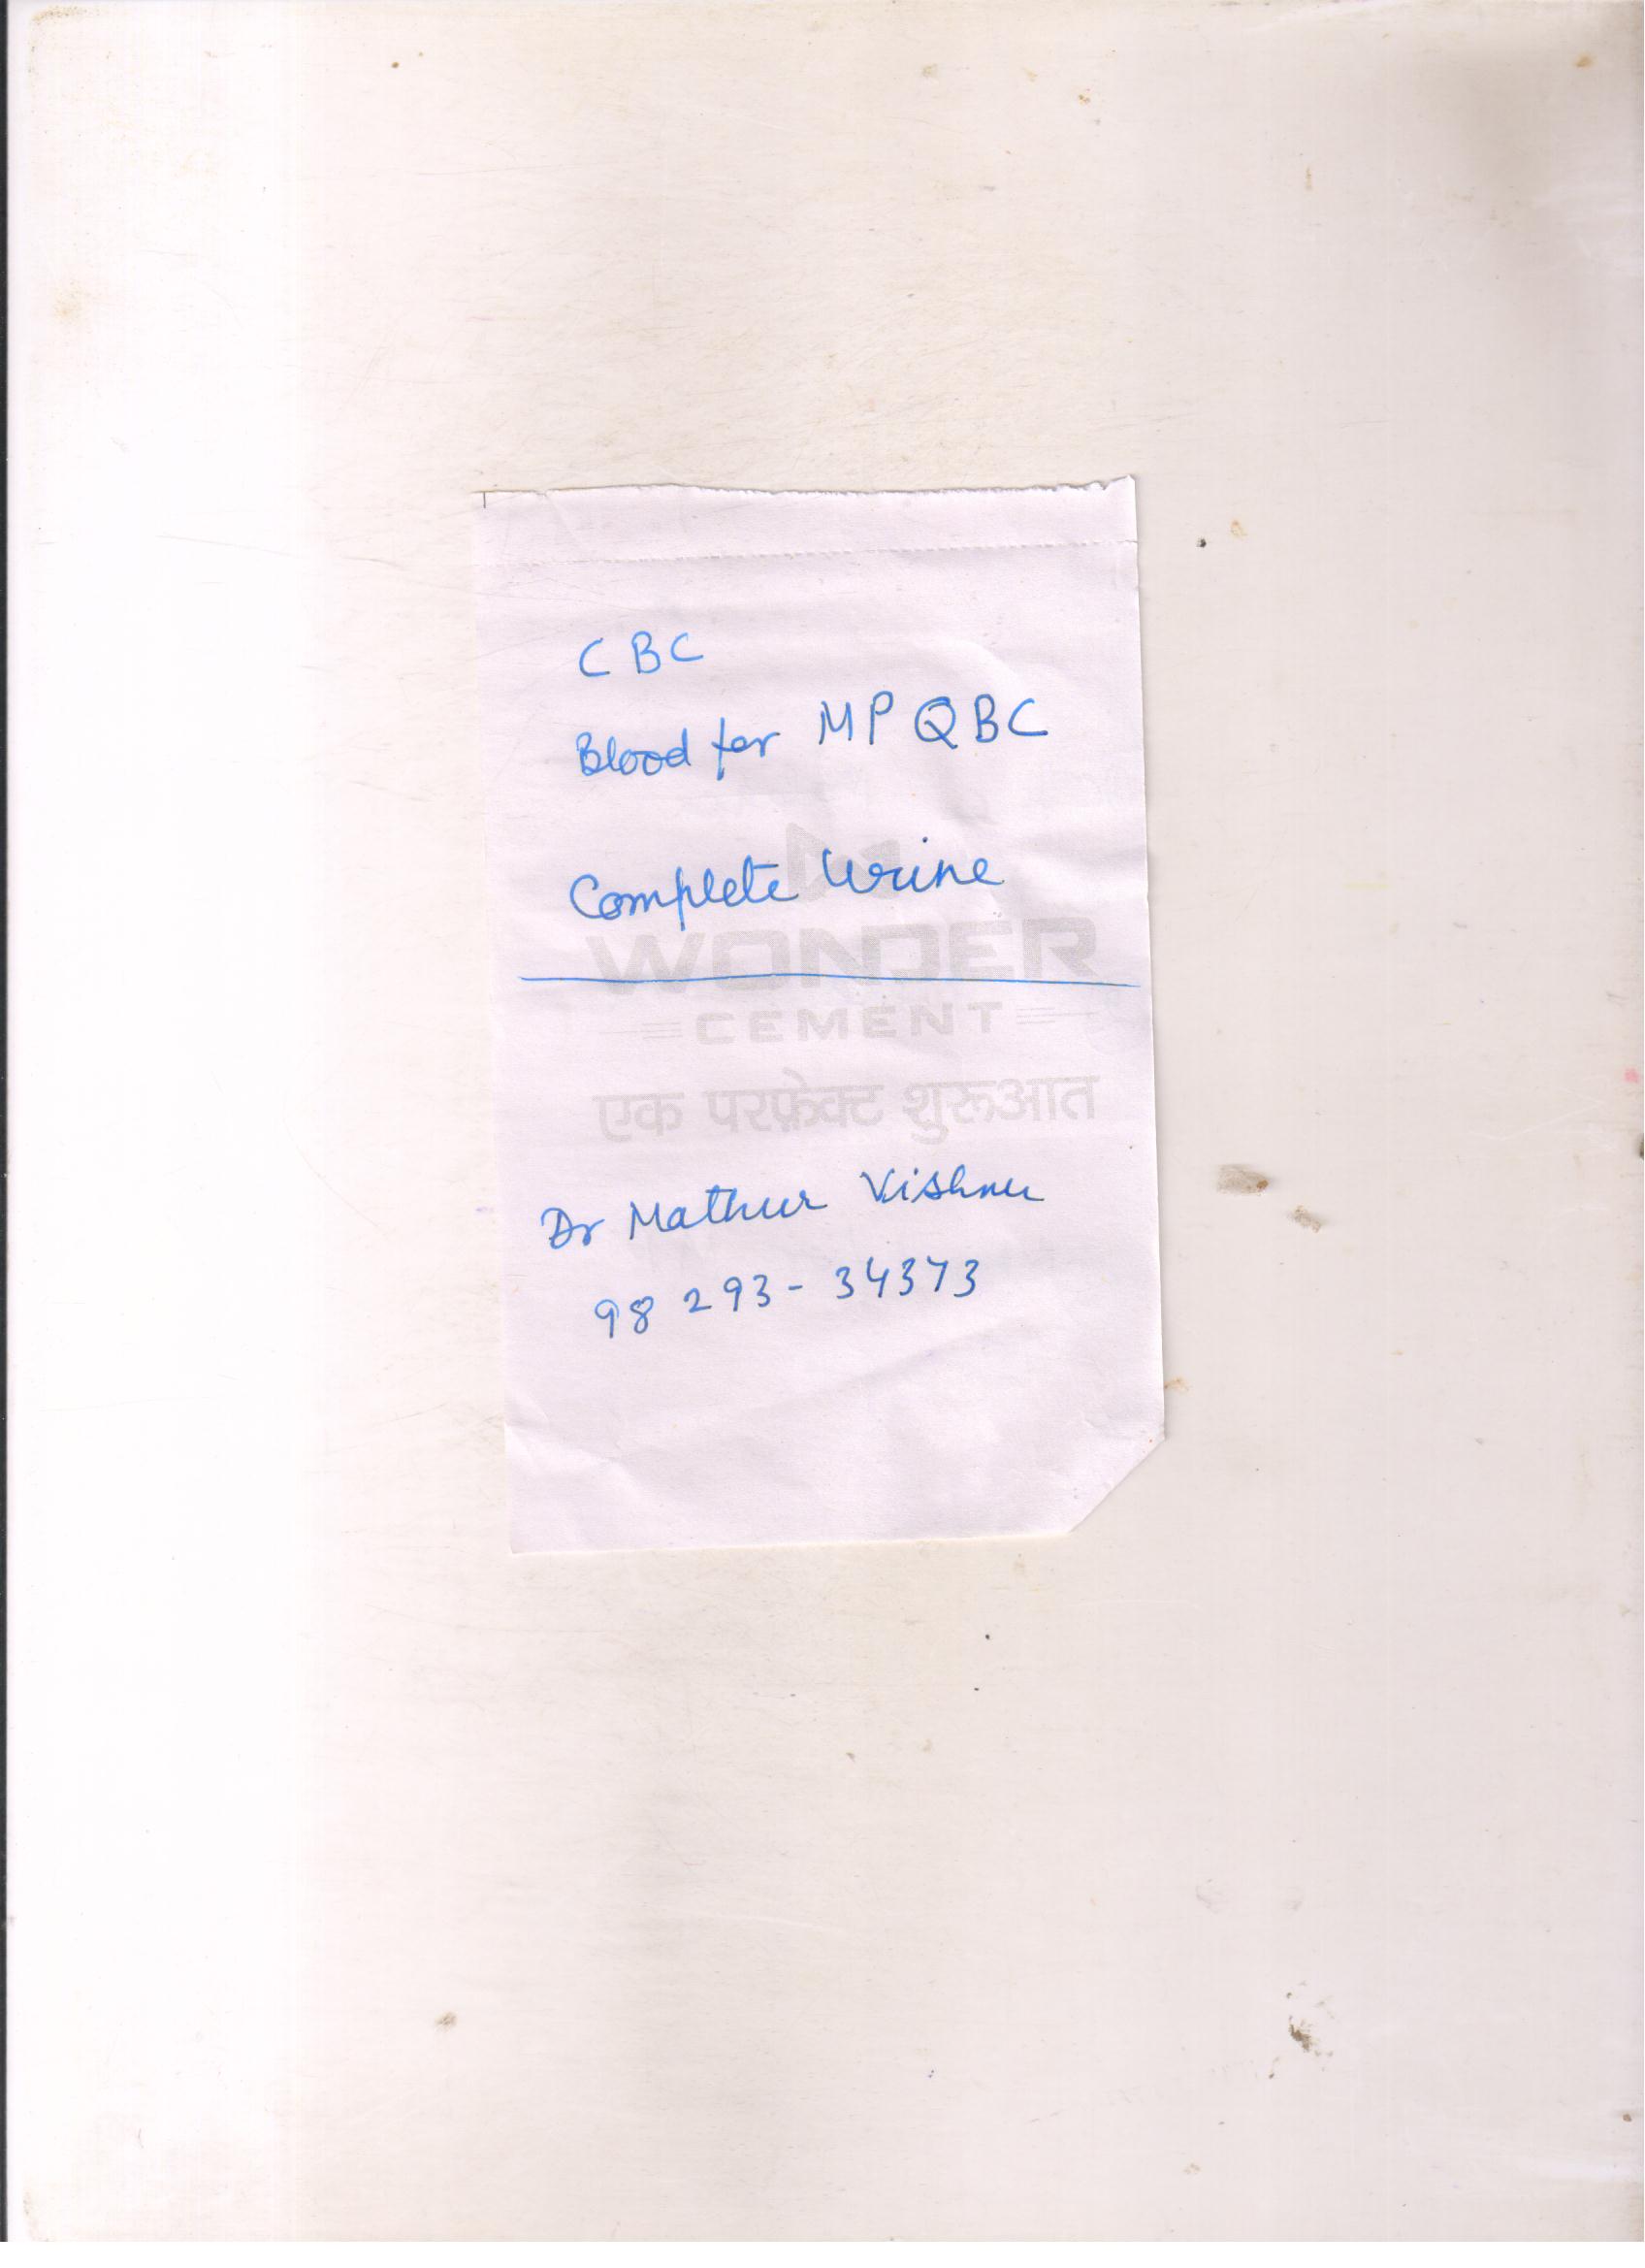 CBC
Blood for MP QBC
Complete Urine
WONDER
CEMENT
एक परफ़ेक्ट शुरूआत
Dr Mathur Vishnu
98 293-34373